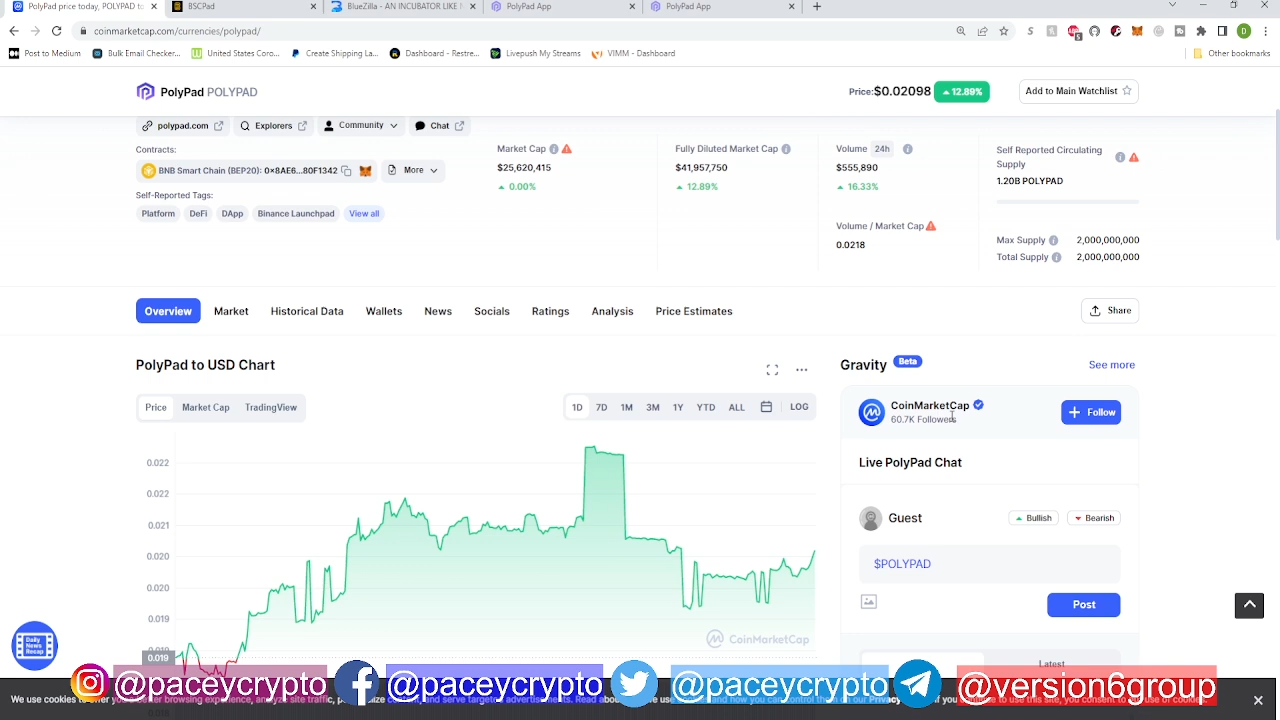 PolyPad price today, POLYPAD to
BSCPad
BlueZilla - AN INCUBATOR LIKE
PolyPad App
PolyPad App
coinmarketcap.com/currencies/polypad/
Post to Medium
Bulk Email Checker...
United States Coro...
Create Shipping La...
Dashboard - Restre...
Livepush My Streams
VIMM - Dashboard
Other bookmarks
PolyPad POLYPAD
Price:$0.02098
12.89%
Add to Main Watchlist
polypad.com
Explorers
Community
Chat
Contracts:
BNB Smart Chain (BEP20): 0x8AE6...80F1342
More
Self-Reported Tags:
Platform
DeFi
DApp
Binance Launchpad
View all
Market Cap
$25,620,415
0.00%
Fully Diluted Market Cap
$41,957,750
12.89%
Volume 24h
$555,890
16.33%
Volume / Market Cap
0.0218
Self Reported Circulating
Supply
1.20B POLYPAD
Max Supply 2,000,000,000
Total Supply 2,000,000,000
Overview
Market
Historical Data
Wallets
News
Socials
Ratings
Analysis
Price Estimates
Share
PolyPad to USD Chart
Price
Market Cap
TradingView
1D
7D
1M
3M
1Y
YTD
ALL
LOG
0.022
0.022
0.021
0.020
0.020
0.019
0.019
CoinMarketCap
Gravity Beta
See more
CoinMarketCap
60.7K Followers
Follow
Live PolyPad Chat
Guest
Bullish
Bearish
$POLYPAD
Post
Latest
Daily
News
Recap
@paceycrypto
@paceycrypto
@paceycrypto
@version6group
We use cookies to